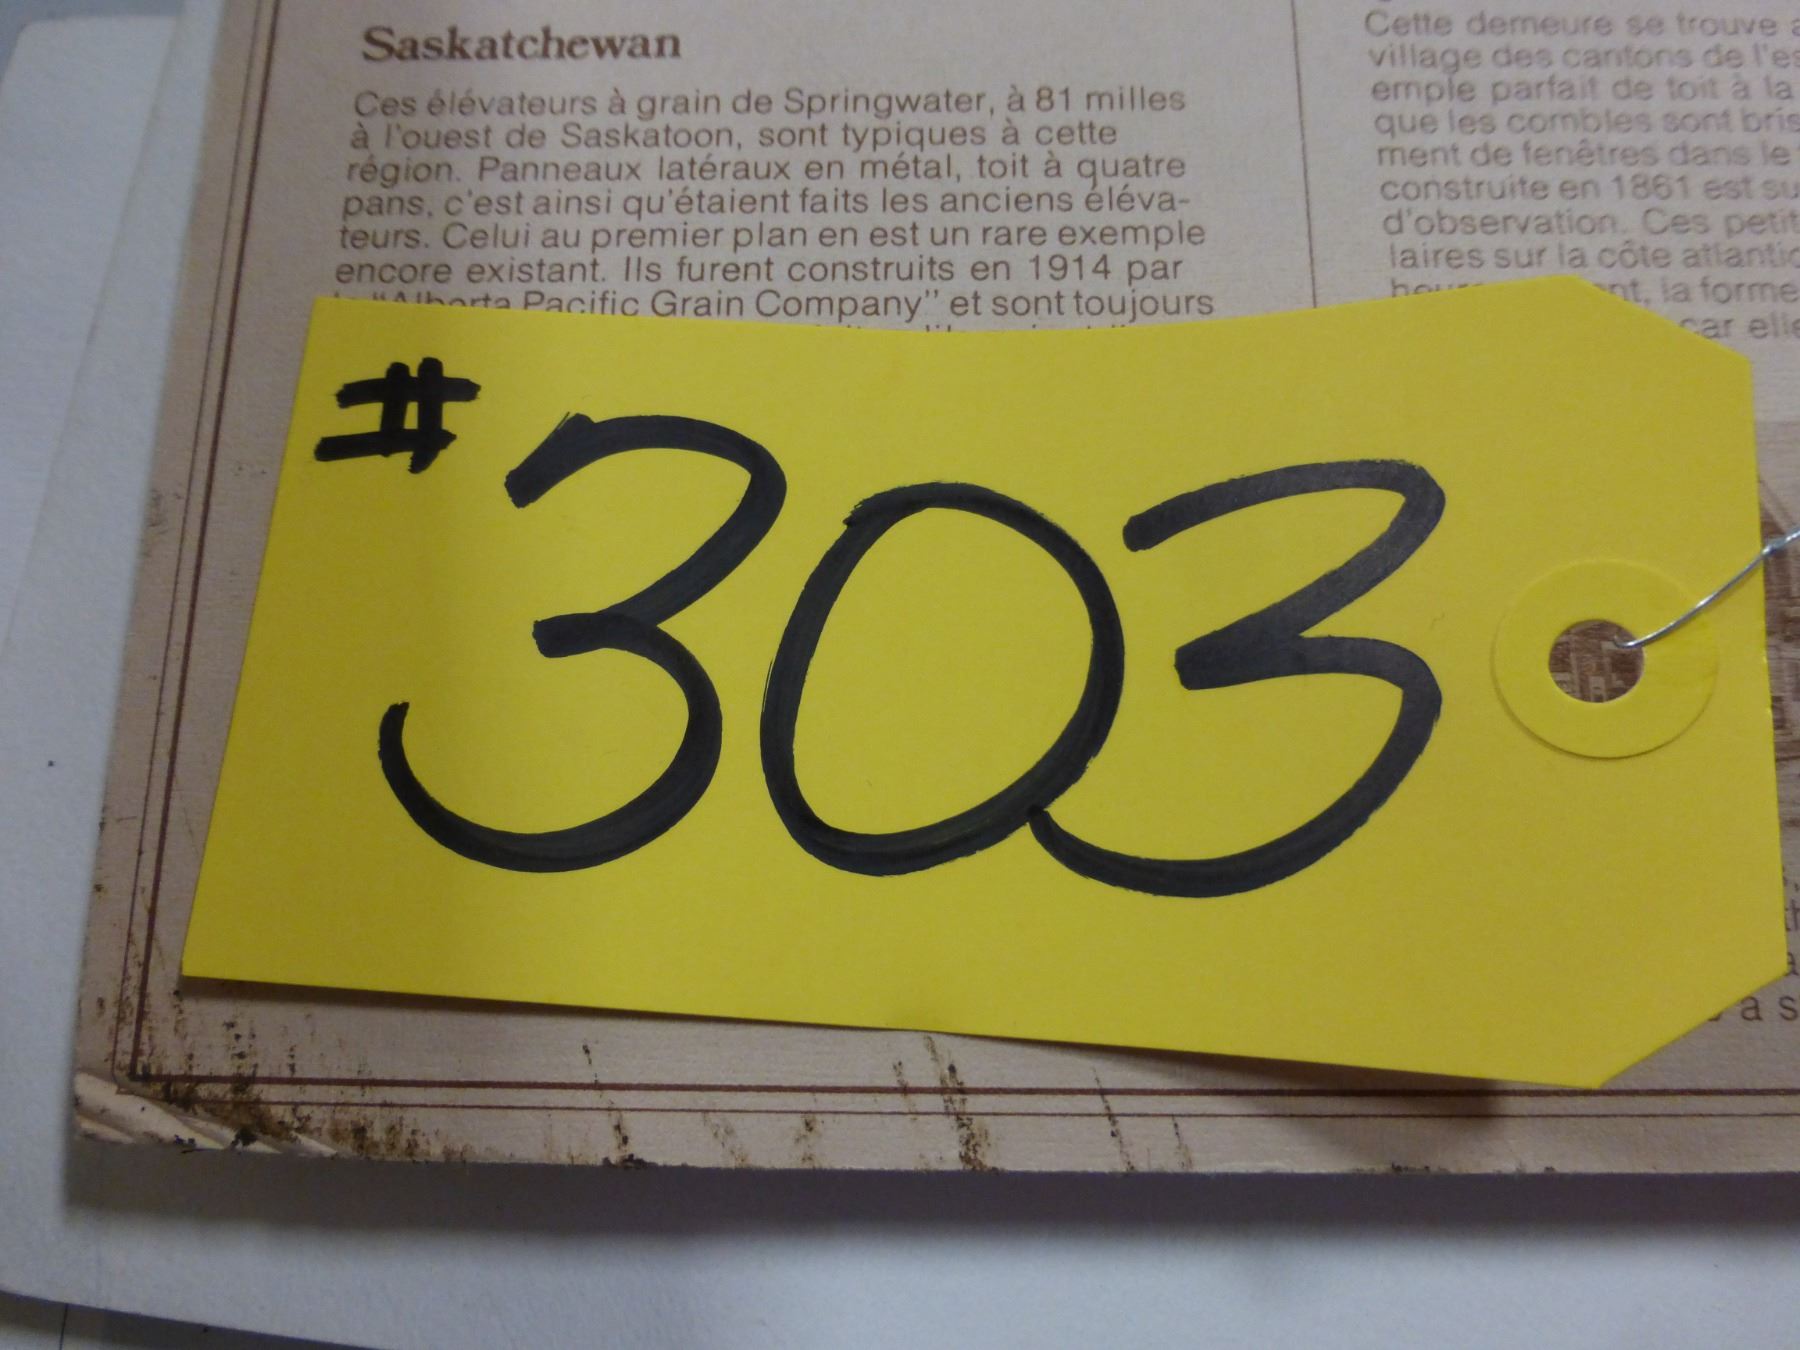 Saskatchewan
Ces élévateurs à grain de Springwater, à 81 milles
à l'ouest de Saskatoon, sont typiques à cette
région. Panneaux latéraux en métal, toit à quatre
pans, c'est ainsi qu'étaient faits les anciens éléva-
teurs. Celui au premier plan en est un rare exemple
encore existant. Ils furent construits en 1914 par
"Alberta Pacific Grain Company" et sont toujours
Cette demeure se trouve
village des cantons de l'es
emple parfait de toit à la
que les combles sont bris
ment de fenêtres dans le
construite en 1861 est su
d'observation. Ces petit
laires sur la côte atlantic
la forme
car elle
a s
#303